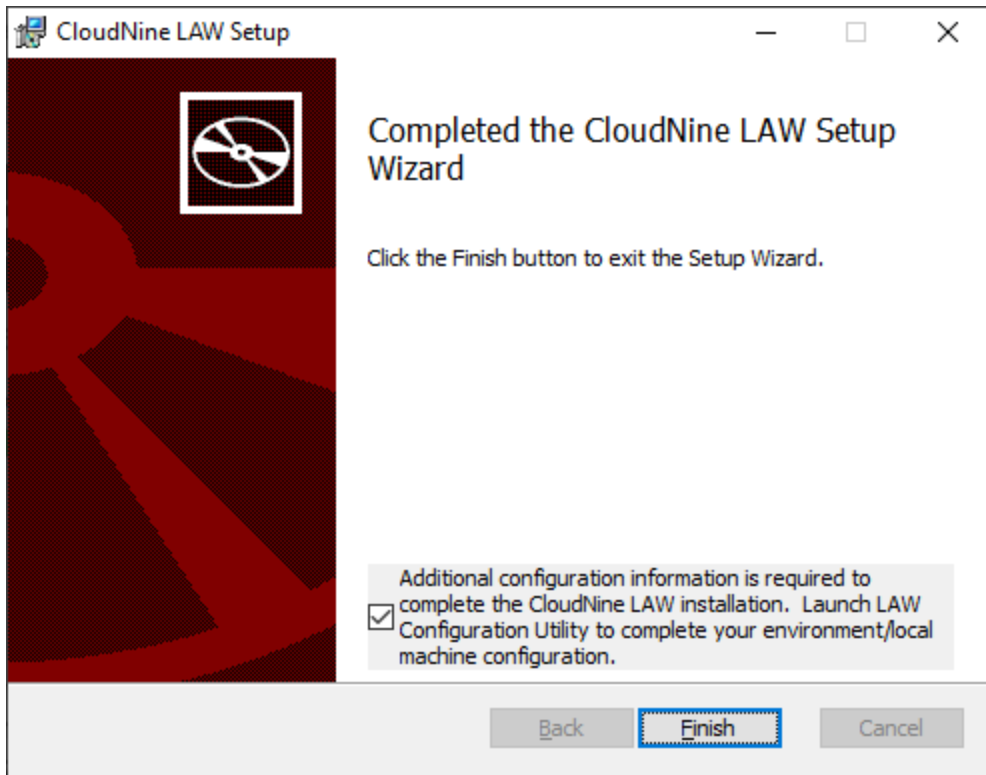 CloudNine LAW Setup
Completed the CloudNine LAW Setup
Wizard
Click the Finish button to exit the Setup Wizard.
Additional configuration information is required to
complete the CloudNine LAW installation.  Launch LAW
Configuration Utility to complete your environment/local
machine configuration.
Back
Finish
Cancel